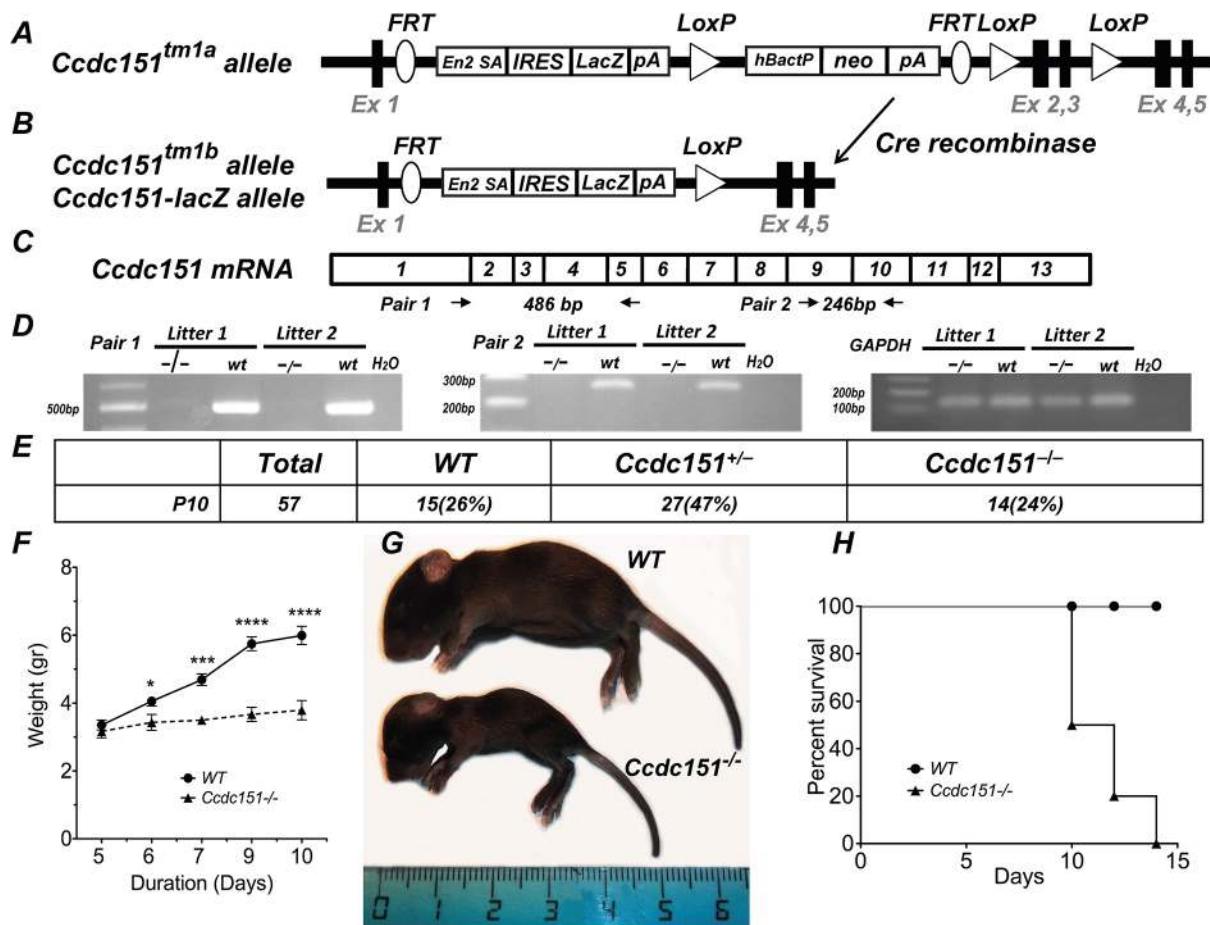 A
FRT LoxP FRT LoxP LoxP
Ccdc151tm1a allele
En2 SA IRES LacZ pA hBactP neo pA
Ex 1 Ex 2,3 Ex 4,5
B
Cre recombinase
FRT LoxP
Ccdc151tm1b allele
Ccdc151-lacZ allele
En2 SA IRES LacZ pA
Ex 1 Ex 4,5
C
Ccdc151 mRNA 1 2 3 4 5 6 7 8 9 10 11 12 13
Pair 1 486 bp Pair 2 246bp
D
Pair 1 Litter 1 Litter 2
−/− wt −/− wt H2O
500bp
Pair 2 Litter 1 Litter 2
−/− wt −/− wt H2O
300bp
200bp
GAPDH Litter 1 Litter 2
−/− wt −/− wt H2O
200bp
100bp
E
Total WT Ccdc151+/− Ccdc151−/−
P10 57 15(26%) 27(47%) 14(24%)
F
Weight (gr)
8
6
4
2
0
* *** **** ****
WT
Ccdc151-/-
5 6 7 9 10
Duration (Days)
G
WT
Ccdc151-/-
0 1 2 3 4 5 6
H
Percent survival
100
80
60
40
20
0
WT
Ccdc151-/-
0 5 10 15
Days